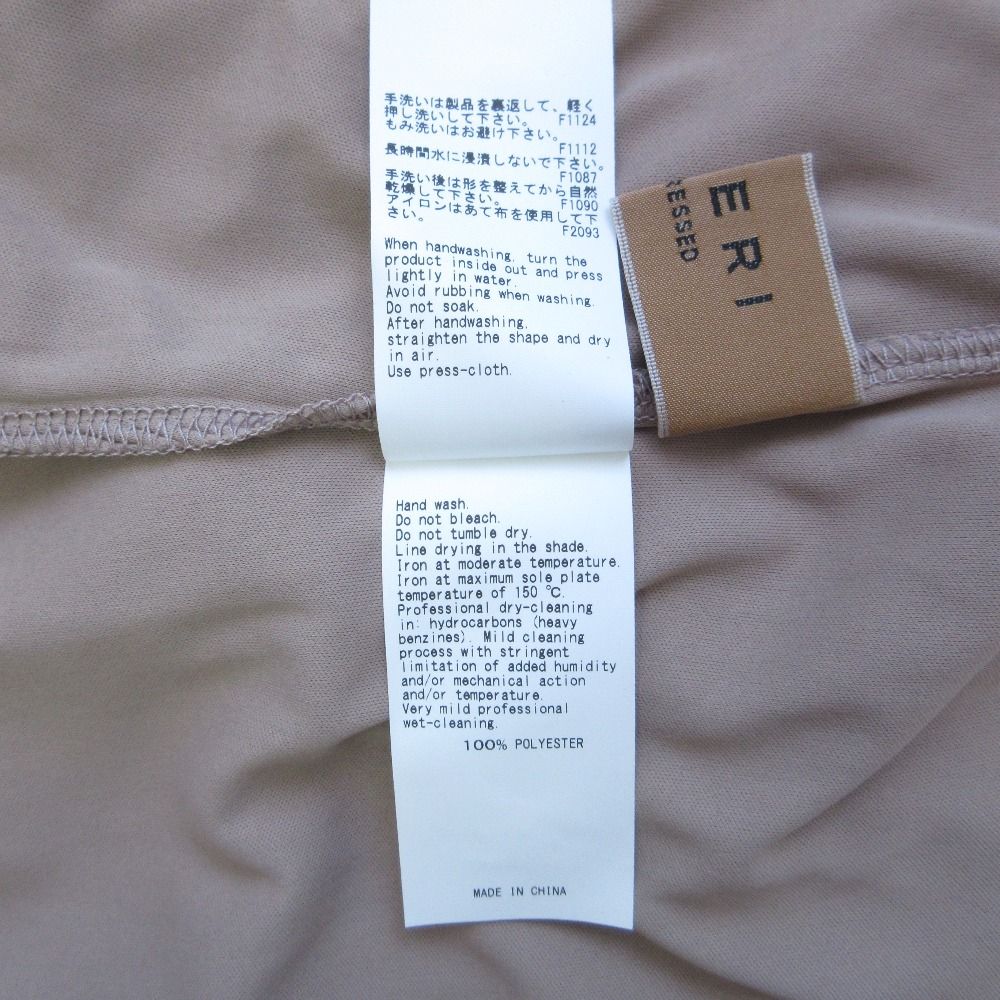 手洗いは製品を裏返して、軽く
押し洗いして下さい。 F1124
もみ洗いはお避け下さい。
F1112
長時間水に浸漬しないで下さい。
F1087
手洗い後は形を整えてから自然
乾燥して下さい。 F1090
アイロンはあて布を使用して下
さい。
F2093
When handwashing, turn the
product inside out and press
lightly in water.
Avoid rubbing when washing.
Do not soak.
After handwashing,
straighten the shape and dry
in air.
Use press-cloth.
Hand wash.
Do not bleach.
Do not tumble dry.
Line drying in the shade.
Iron at moderate temperature.
Iron at maximum sole plate
temperature of 150 ℃.
Professional dry-cleaning
in: hydrocarbons (heavy
benzines). Mild cleaning
process with stringent
limitation of added humidity
and/or mechanical action
and/or temperature.
Very mild professional
wet-cleaning.
100% POLYESTER
MADE IN CHINA
ERI
RESSED